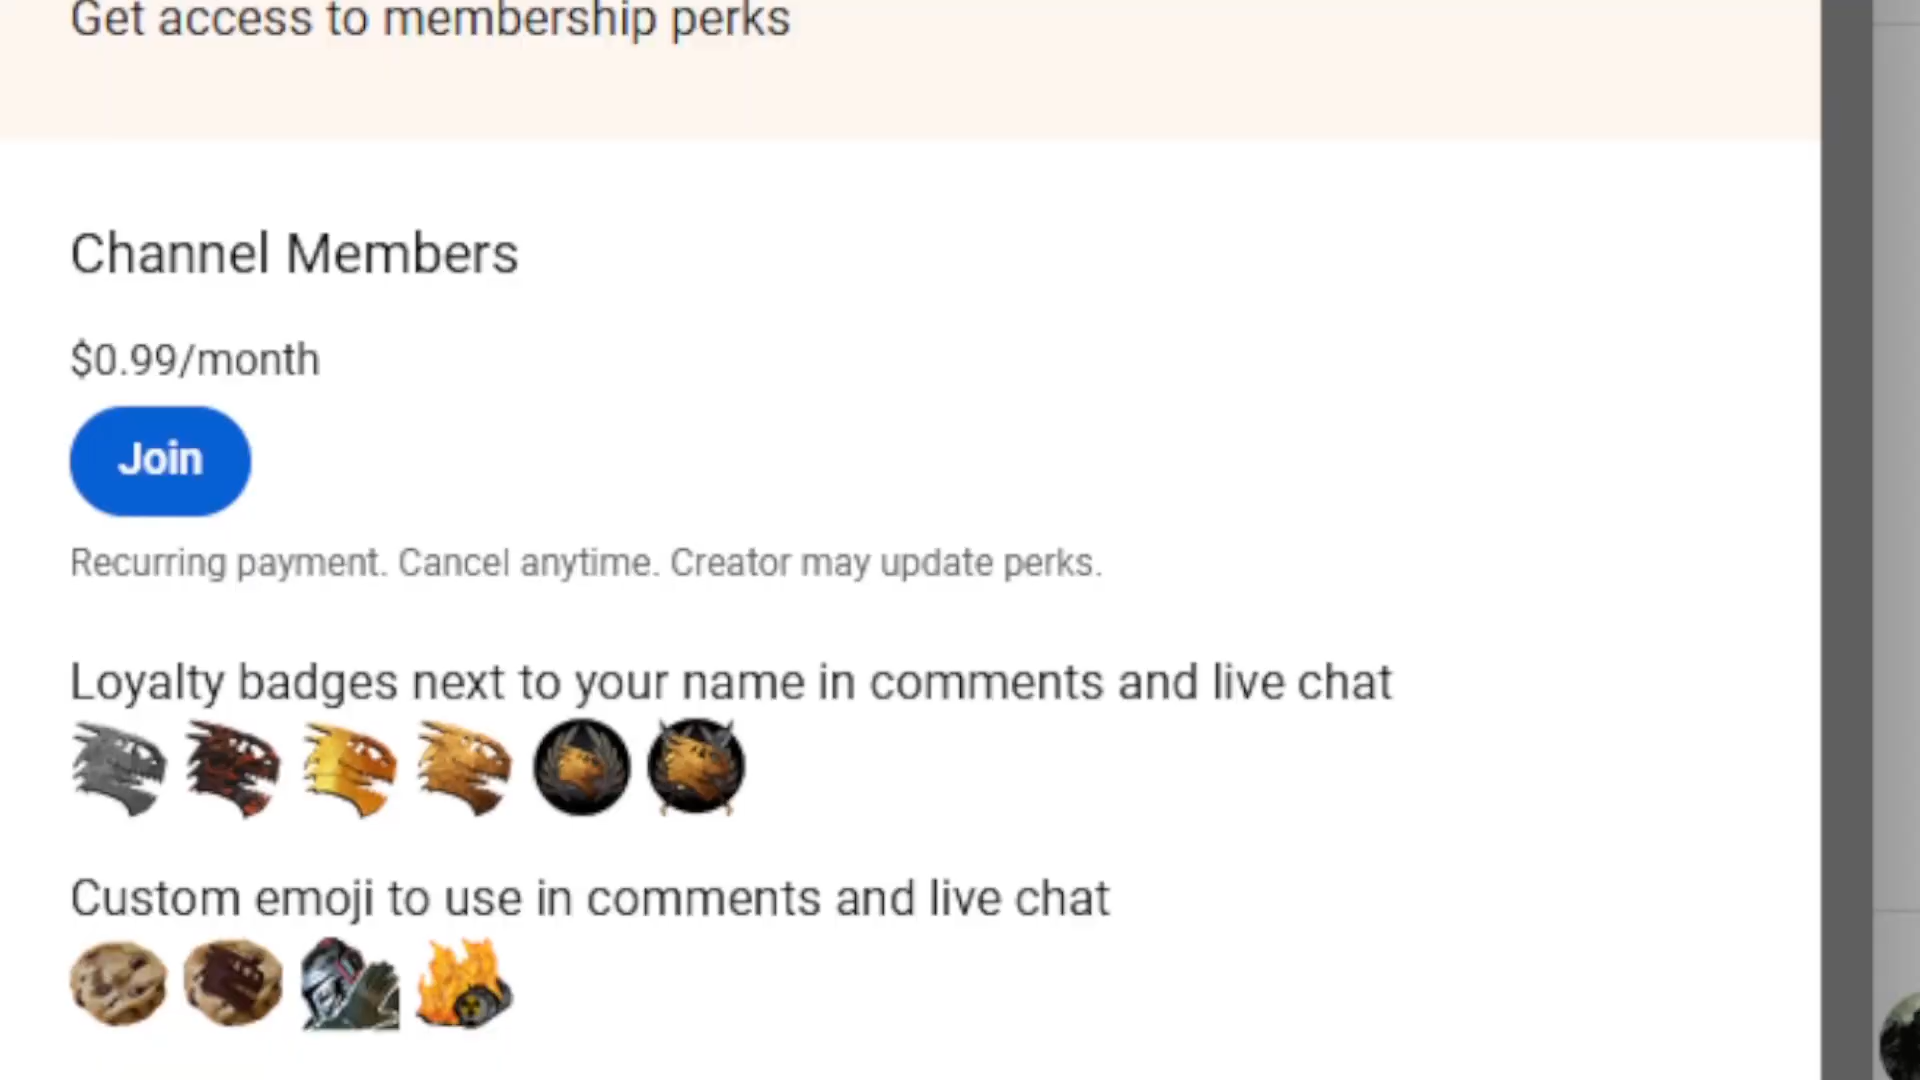 Get access to membership perks
Channel Members
$0.99/month
Join
Recurring payment. Cancel anytime. Creator may update perks.
Loyalty badges next to your name in comments and live chat
Custom emoji to use in comments and live chat